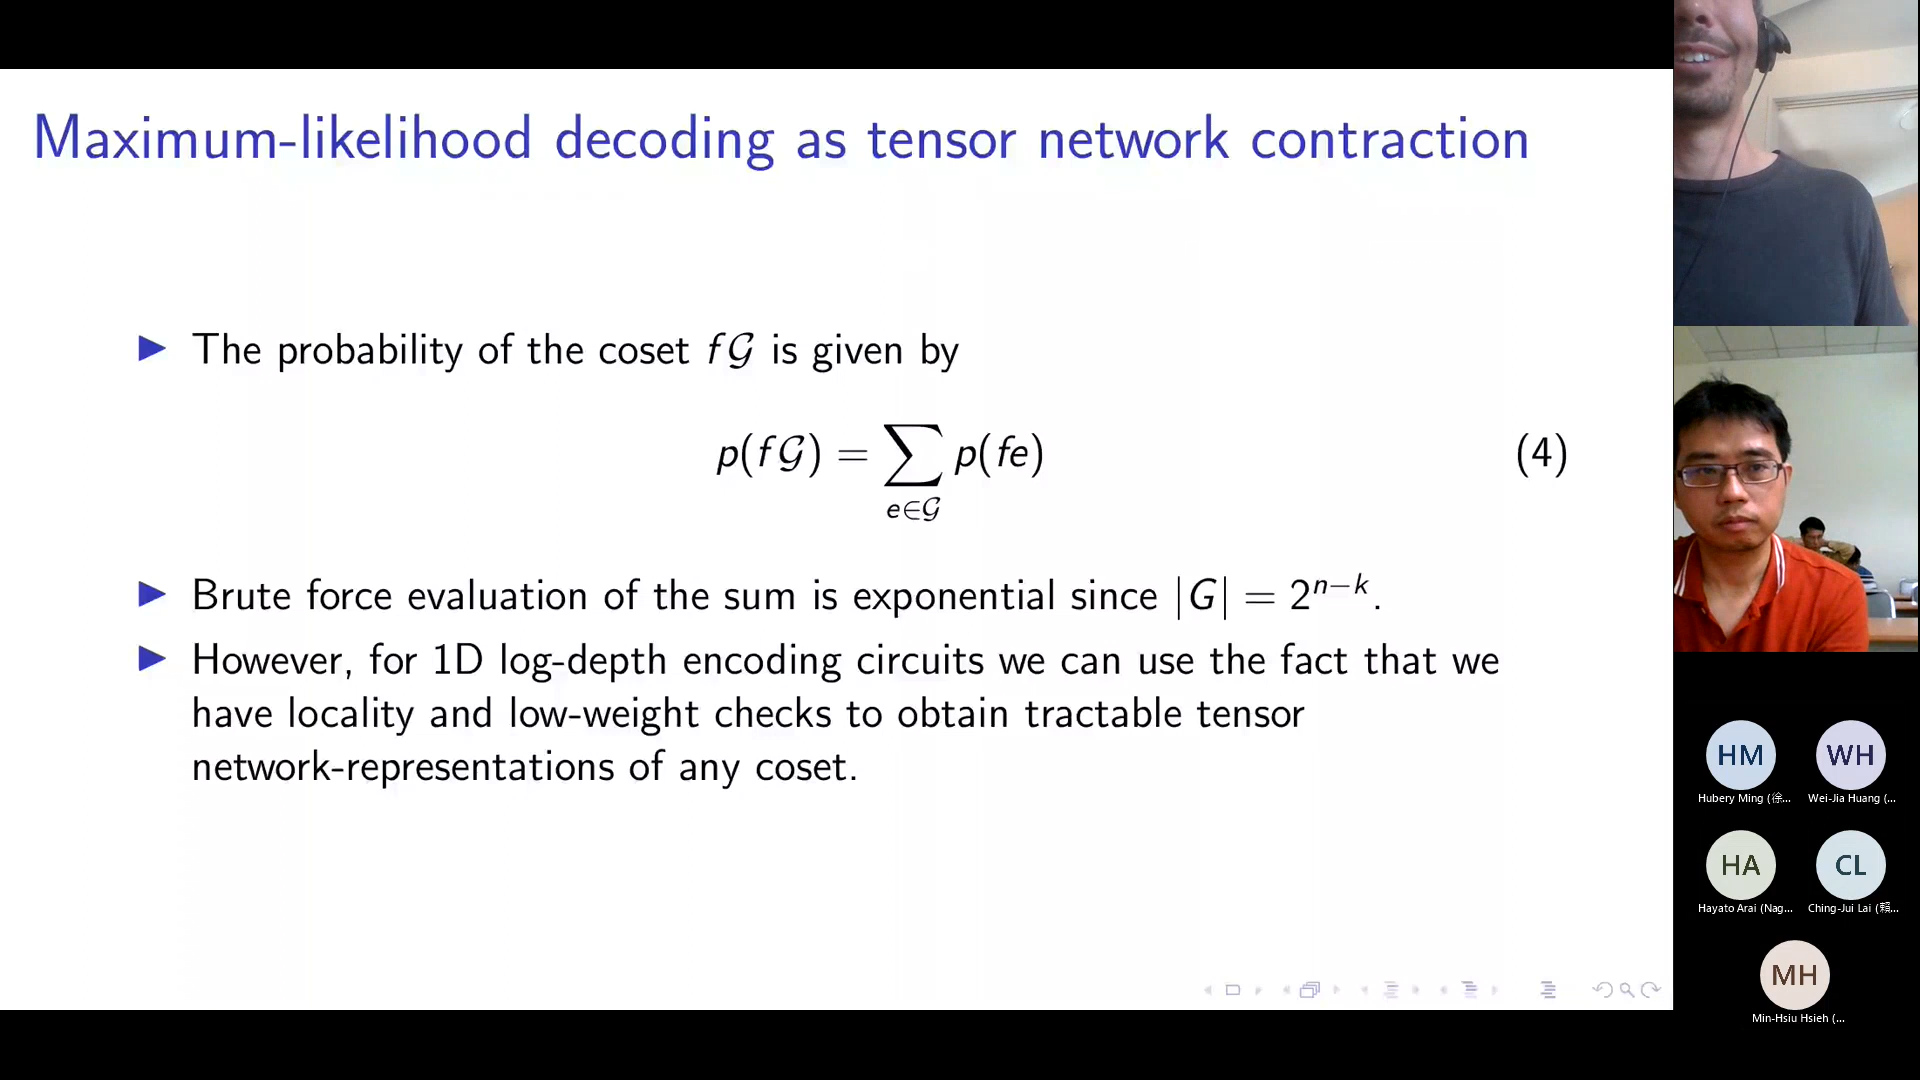 Maximum-likelihood decoding as tensor network contraction
▶ The probability of the coset f𝒢 is given by
p(f𝒢) = ∑_{e∈𝒢} p(fe) (4)
▶ Brute force evaluation of the sum is exponential since |G| = 2^{n−k}.
▶ However, for 1D log-depth encoding circuits we can use the fact that we
have locality and low-weight checks to obtain tractable tensor
network-representations of any coset.
HM
Hubery Ming (徐...
WH
Wei-Jia Huang (...
HA
Hayato Arai (Nag...
CL
Ching-Jui Lai (賴...
MH
Min-Hsiu Hsieh (...